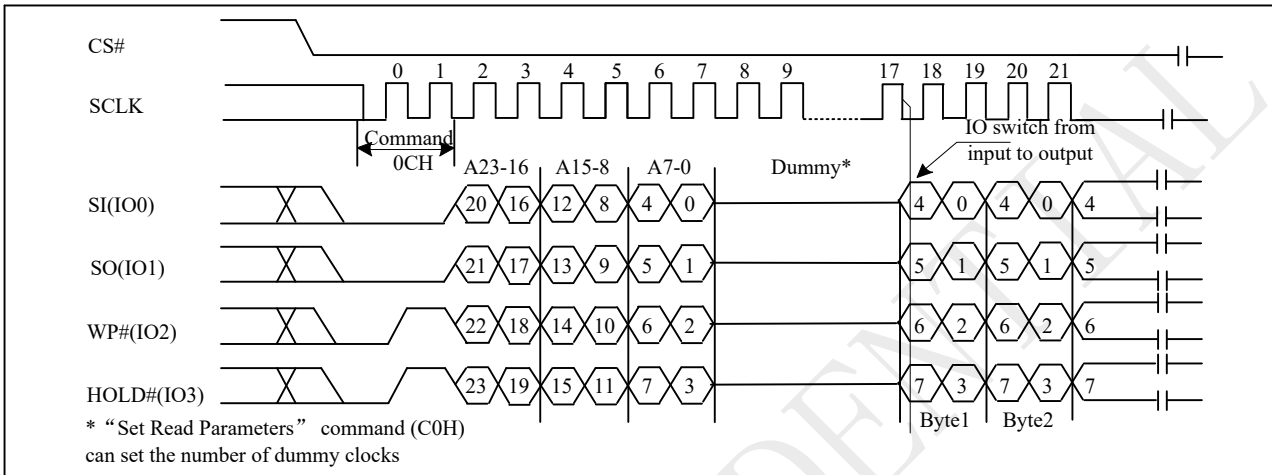 CS#
0 1 2 3 4 5 6 7 8 9 17 18 19 20 21
SCLK
Command
0CH
IO switch from
input to output
A23-16 A15-8 A7-0 Dummy*
SI(IO0) 20 16 12 8 4 0 4 0 4 0 4
SO(IO1) 21 17 13 9 5 1 5 1 5 1 5
WP#(IO2) 22 18 14 10 6 2 6 2 6 2 6
HOLD#(IO3) 23 19 15 11 7 3 7 3 7 3 7
Byte1 Byte2
* “Set Read Parameters” command (C0H)
can set the number of dummy clocks